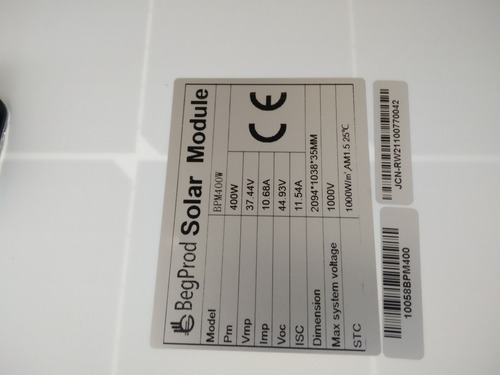 BegProd Solar Module
Model BPM400W
Pm 400W
Vmp 37.44V
Imp 10.68A
Voc 44.93V
ISC 11.54A
Dimension 2094*1038*35MM
Max system voltage 1000V
STC 1000W/m²,AM1.5 25℃
CE
JCN-RW21100770042
10058BPM400